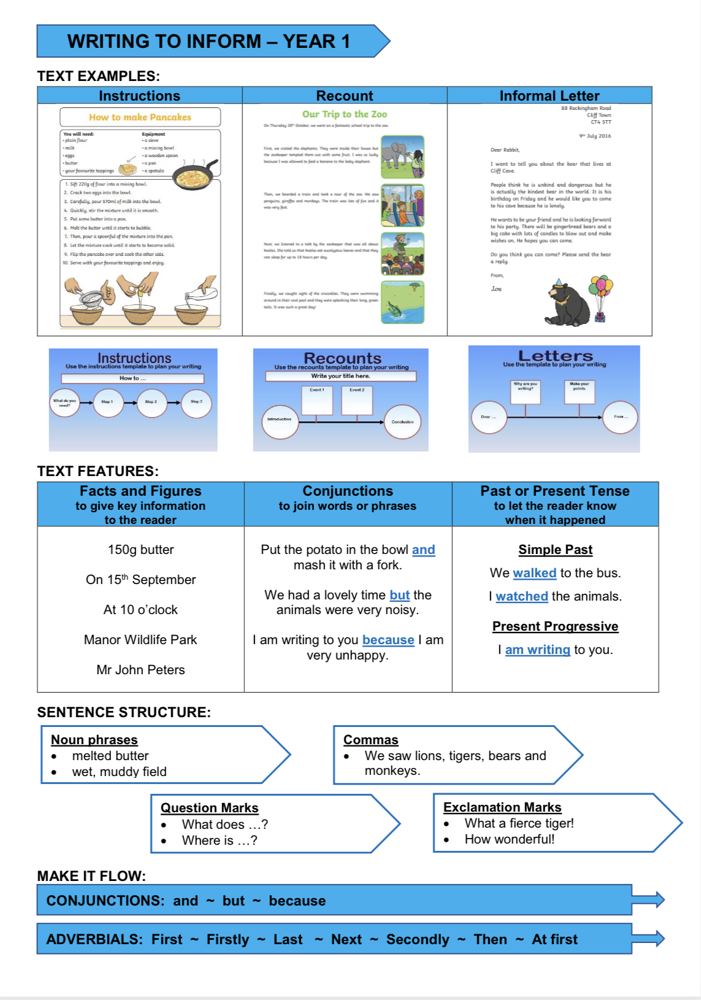 WRITING TO INFORM – YEAR 1
TEXT EXAMPLES:
Instructions
How to make Pancakes
You will need:
• plain flour
• milk
• eggs
• butter
• your favourite toppings
Equipment
• a sieve
• a mixing bowl
• a wooden spoon
• a pan
• a spatula
1. Sift 220g of flour into a mixing bowl.
2. Crack two eggs into the bowl.
3. Carefully, pour 570ml of milk into the bowl.
4. Quickly, stir the mixture until it is smooth.
5. Put some butter into a pan.
6. Melt the butter until it starts to bubble.
7. Then, pour a spoonful of the mixture into the pan.
8. Let the mixture cook until it starts to become solid.
9. Flip the pancake over and cook the other side.
10. Serve with your favourite toppings and enjoy.
Recount
Our Trip to the Zoo
On Thursday 20th October, we went on a fantastic school trip to the zoo.
First, we visited the elephants. They were inside their house but
the zookeeper tempted them out with some fruit. I was so lucky
because I was allowed to feed a banana to the baby elephant.
Then, we boarded a train and took a tour of the zoo. We saw
penguins, giraffes and monkeys. The train was lots of fun and it
was very fast.
Next, we listened to a talk by the zookeeper that was all about
koalas. She told us that koalas eat eucalyptus leaves and that they
can sleep for up to 18 hours per day.
Finally, we caught sight of the crocodiles. They were swimming
around in their cool pool and they were splashing their long, green
tails. It was such a great day!
Informal Letter
88 Rockingham Road
Cliff Town
CT4 5TT
9th July 2016
Dear Rabbit,
I want to tell you about the bear that lives at
Cliff Cave.
People think he is unkind and dangerous but he
is actually the kindest bear in the world. It is his
birthday on Friday and he would like you to come
to his cave because he is lonely.
He wants to be your friend and he is looking forward
to his party. There will be gingerbread bears and a
big cake with lots of candles to blow out and make
wishes on. He hopes you can come.
Do you think you can come? Please send the bear
a reply.
From,
Joe
Instructions
Use the instructions template to plan your writing
How to ...
What do you
need?
Step 1
Step 2
Step 3
Recounts
Use the recounts template to plan your writing
Write your title here.
Event 1
Event 2
Introduction
Conclusion
Letters
Use the template to plan your writing
Why are you
writing?
Make your
points.
Dear ....
From ...
TEXT FEATURES:
Facts and Figures
to give key information
to the reader
150g butter
On 15th September
At 10 o’clock
Manor Wildlife Park
Mr John Peters
Conjunctions
to join words or phrases
Put the potato in the bowl and
mash it with a fork.
We had a lovely time but the
animals were very noisy.
I am writing to you because I am
very unhappy.
Past or Present Tense
to let the reader know
when it happened
Simple Past
We walked to the bus.
I watched the animals.
Present Progressive
I am writing to you.
SENTENCE STRUCTURE:
Noun phrases
• melted butter
• wet, muddy field
Commas
• We saw lions, tigers, bears and
monkeys.
Question Marks
• What does …?
• Where is …?
Exclamation Marks
• What a fierce tiger!
• How wonderful!
MAKE IT FLOW:
CONJUNCTIONS: and ~ but ~ because
ADVERBIALS: First ~ Firstly ~ Last ~ Next ~ Secondly ~ Then ~ At first